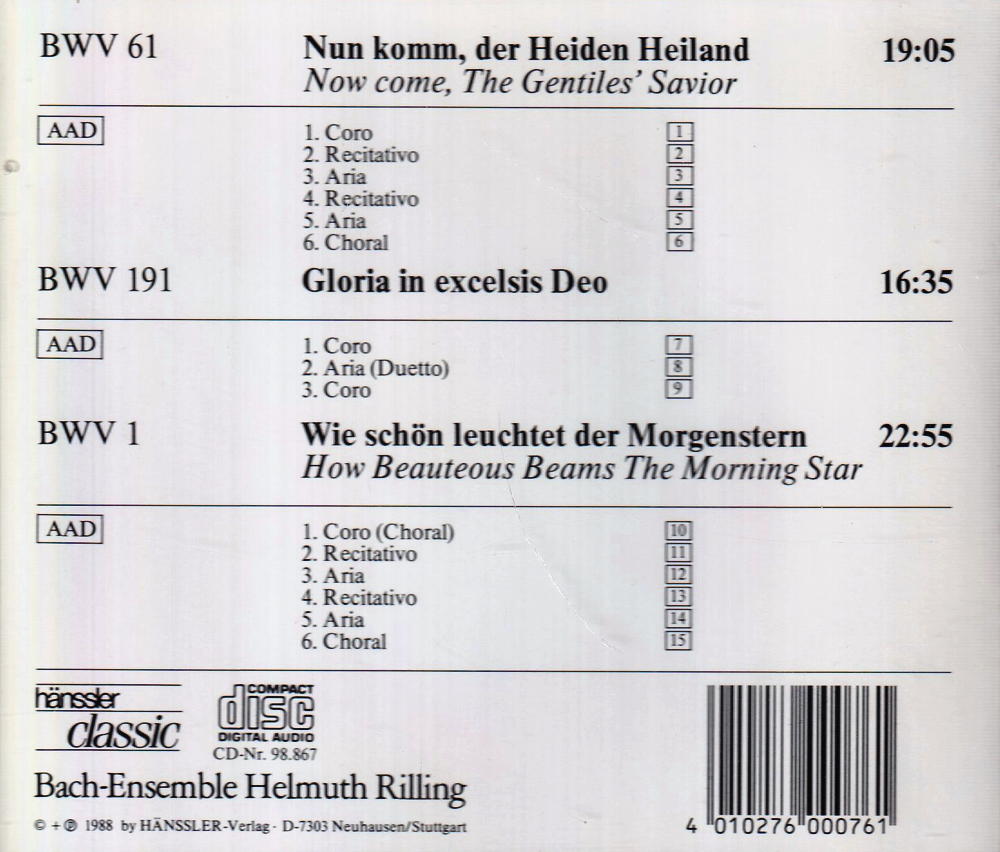 BWV 61 Nun komm, der Heiden Heiland 19:05
Now come, The Gentiles' Savior
AAD 1. Coro 1
2. Recitativo 2
3. Aria 3
4. Recitativo 4
5. Aria 5
6. Choral 6
BWV 191 Gloria in excelsis Deo 16:35
AAD 1. Coro 7
2. Aria (Duetto) 8
3. Coro 9
BWV 1 Wie schön leuchtet der Morgenstern 22:55
How Beauteous Beams The Morning Star
AAD 1. Coro (Choral) 10
2. Recitativo 11
3. Aria 12
4. Recitativo 13
5. Aria 14
6. Choral 15
hänssler
classic
COMPACT
disc
DIGITAL AUDIO
CD-Nr. 98.867
Bach-Ensemble Helmuth Rilling
© + ℗ 1988 by HÄNSSLER-Verlag · D-7303 Neuhausen/Stuttgart
4 010276 000761